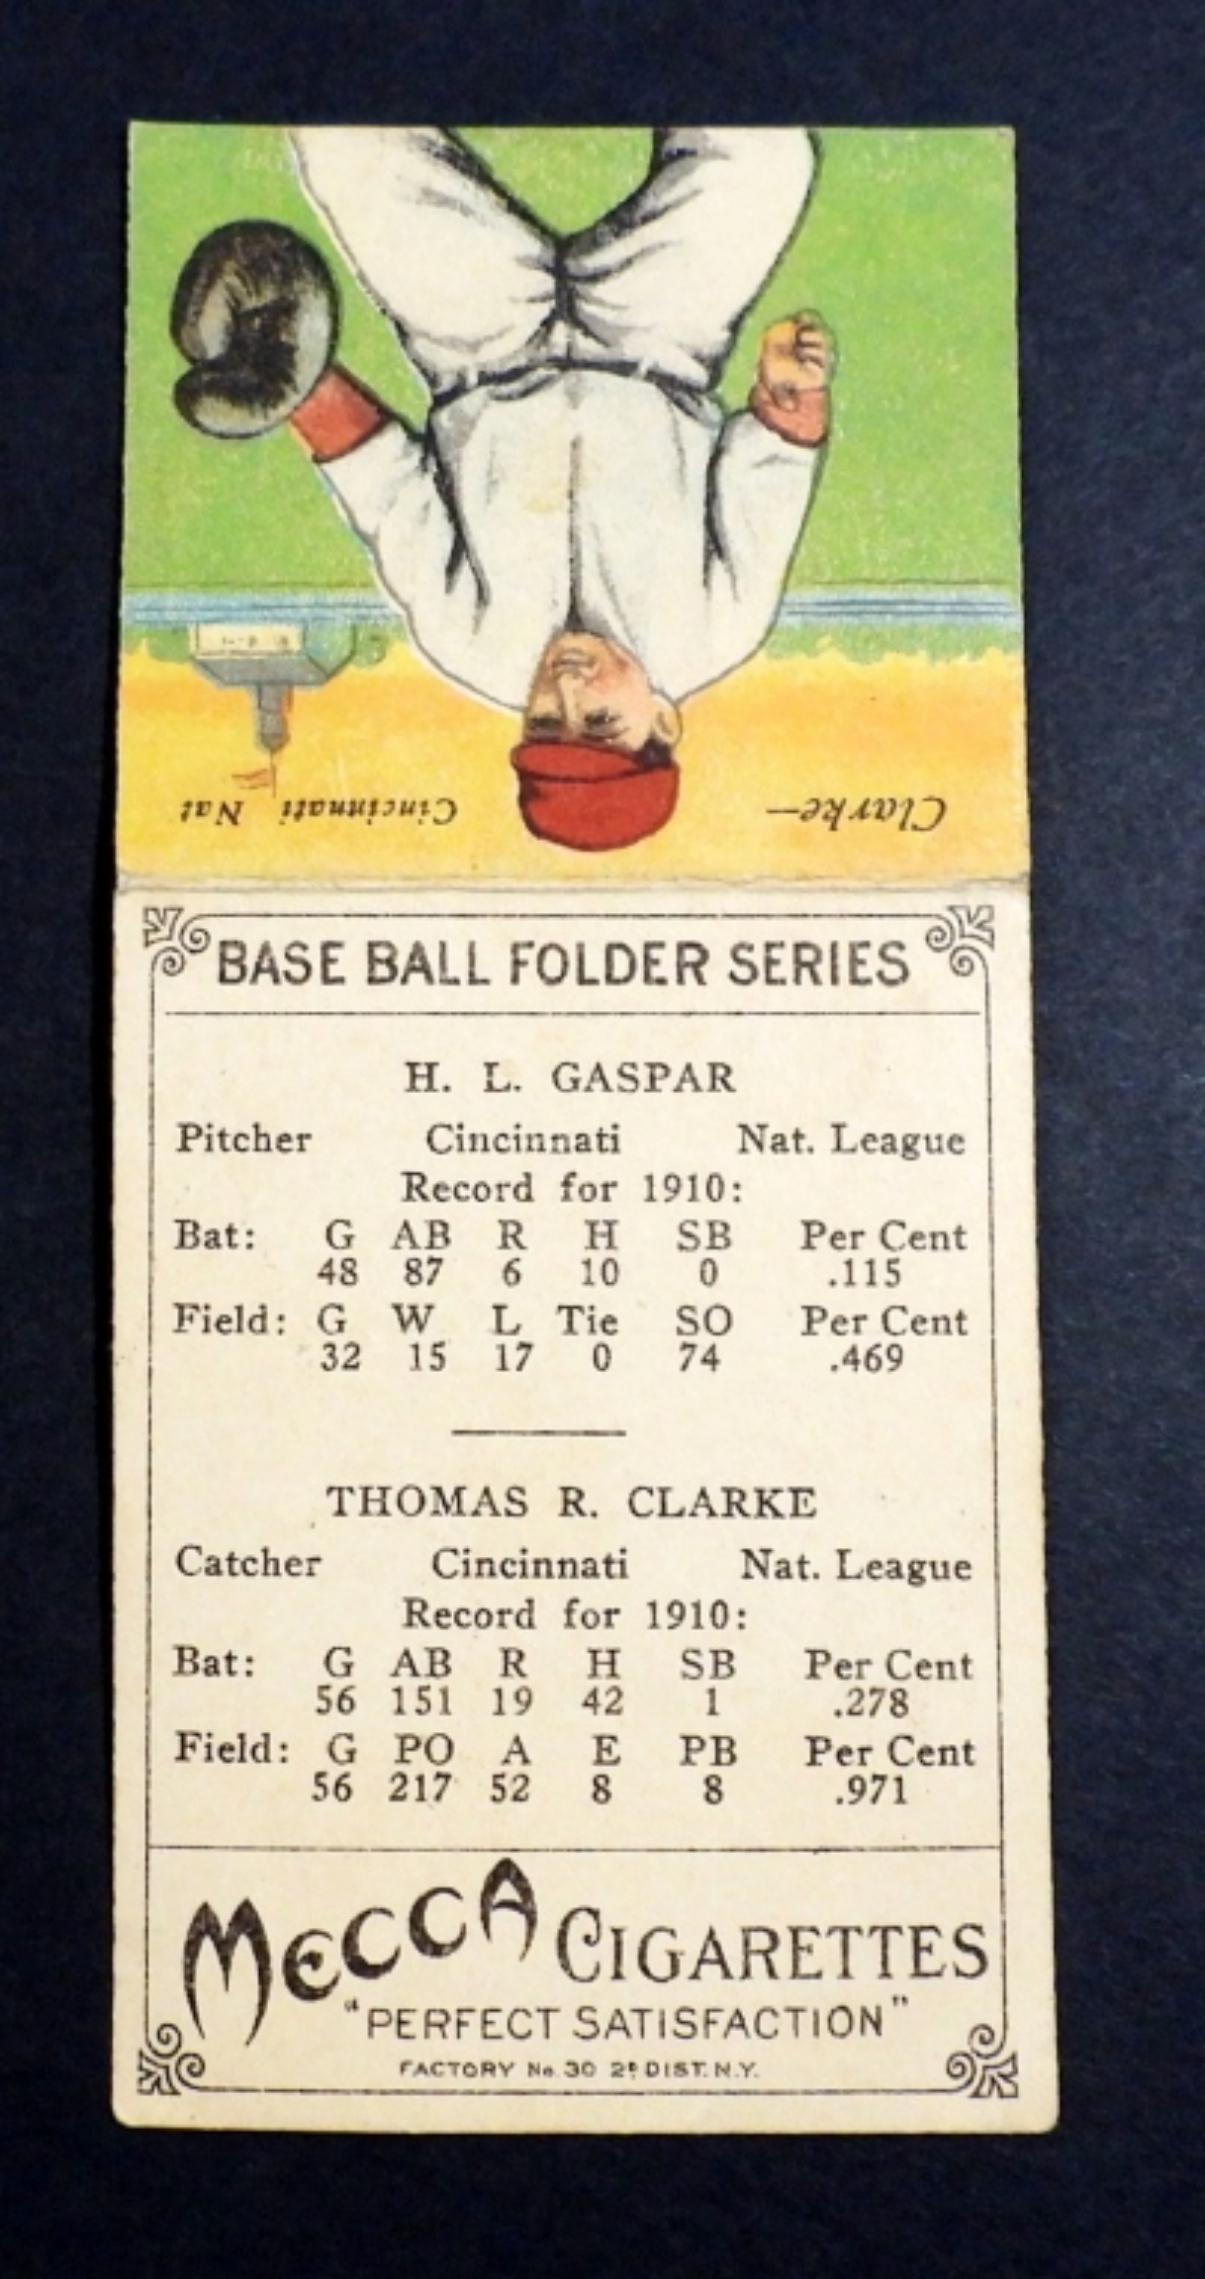 Clarke— Cincinnati Nat
BASE BALL FOLDER SERIES
H. L. GASPAR
Pitcher Cincinnati Nat. League
Record for 1910:
Bat: G AB R H SB Per Cent
48 87 6 10 0 .115
Field: G W L Tie SO Per Cent
32 15 17 0 74 .469
THOMAS R. CLARKE
Catcher Cincinnati Nat. League
Record for 1910:
Bat: G AB R H SB Per Cent
56 151 19 42 1 .278
Field: G PO A E PB Per Cent
56 217 52 8 8 .971
MECCA CIGARETTES
"PERFECT SATISFACTION"
FACTORY No. 30 2D DIST. N.Y.